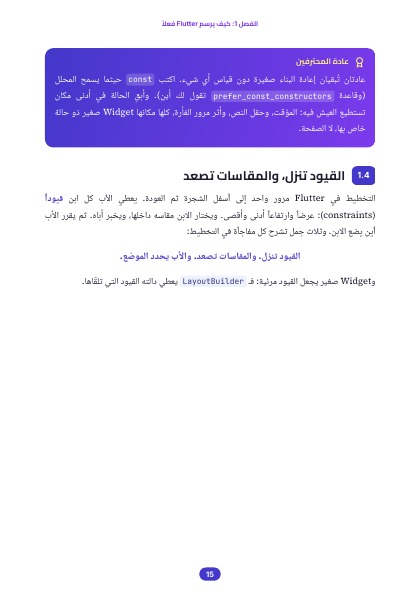 الفصل 1: كيف يرسم Flutter فعلًا
عادة المحترفين
عادتان تُبقيان إعادة البناء صغيرة دون قياس أي شيء. اكتب const حيثما يسمح المحلل
(وقاعدة prefer_const_constructors تقول لك أين). وأبقِ الحالة في أدنى مكان
تستطيع العيش فيه: المؤقت، وحقل النص، وأثر مرور الفأرة، كلها مكانها Widget صغير ذو حالة
خاص بها، لا الصفحة.
1.4 القيود تنزل، والمقاسات تصعد
التخطيط في Flutter مرور واحد إلى أسفل الشجرة ثم العودة. يعطي الأب كل ابن قيوداً
(constraints): عرضاً وارتفاعاً أدنى وأقصى. ويختار الابن مقاسه داخلها، ويخبر أباه. ثم يقرر الأب
أين يضع الابن. وثلاث جمل تشرح كل مفاجأة في التخطيط:
القيود تنزل. والمقاسات تصعد. والأب يحدد الموضع.
وWidget صغير يجعل القيود مرئية: فـ LayoutBuilder يعطي دالته القيود التي تلقّاها.
15